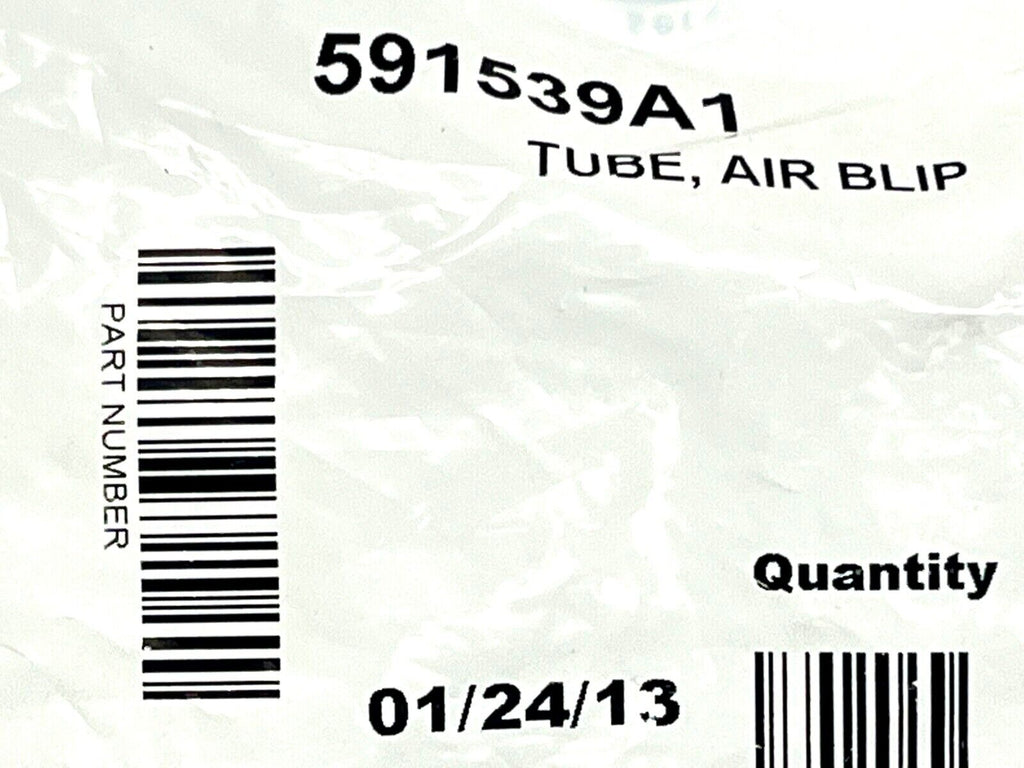 591539A1
TUBE, AIR BLIP
PART NUMBER
Quantity
01/24/13